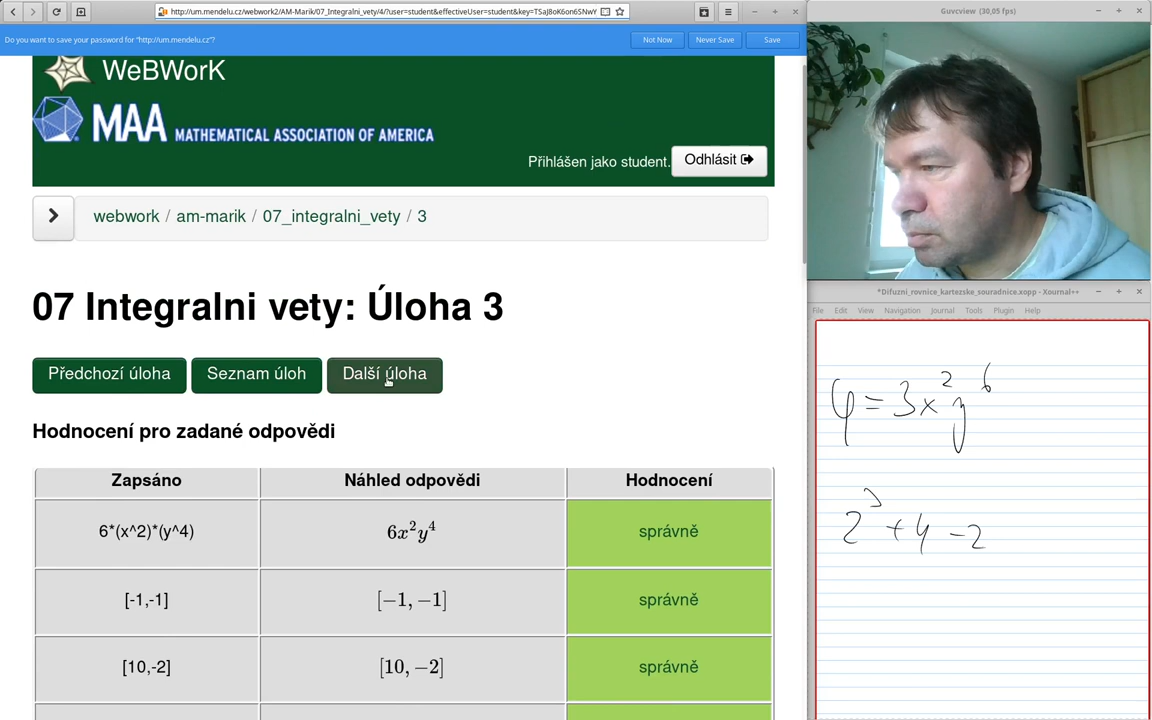 http://um.mendelu.cz/webwork2/AM-Marik/07_Integralni_vety/4/?user=student&effectiveUser=student&key=TSaJ8oK6on6SNwY
Guvcview (30,05 fps)
Do you want to save your password for “http://um.mendelu.cz”?
Not Now
Never Save
Save
WeBWorK
MAA MATHEMATICAL ASSOCIATION OF AMERICA
Přihlášen jako student.
Odhlásit
webwork / am-marik / 07_integralni_vety / 3
*Difuzni_rovnice_kartezske_souradnice.xopp - Xournal++
File Edit View Navigation Journal Tools Plugin Help
07 Integralni vety: Úloha 3
Předchozí úloha
Seznam úloh
Další úloha
φ = 3x²y⁶
2³ + 4 - 2
Hodnocení pro zadané odpovědi
Zapsáno Náhled odpovědi Hodnocení
6*(x^2)*(y^4) 6x²y⁴ správně
[-1,-1] [−1, −1] správně
[10,-2] [10, −2] správně